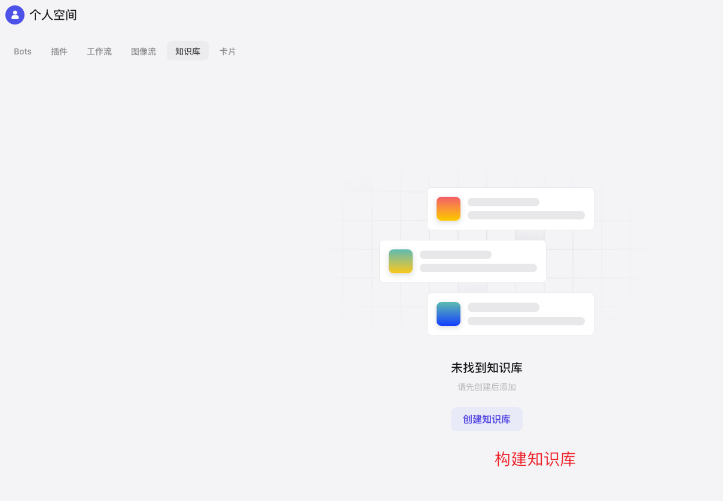 个人空间
Bots 插件 工作流 图像流 知识库 卡片
未找到知识库
请先创建后添加
创建知识库
构建知识库